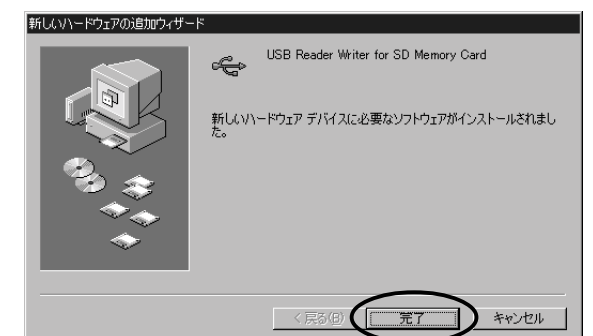 新しいハードウェアの追加ウィザード
USB Reader Writer for SD Memory Card
新しいハードウェア デバイスに必要なソフトウェアがインストールされまし
た。
< 戻る(B)
完了
キャンセル